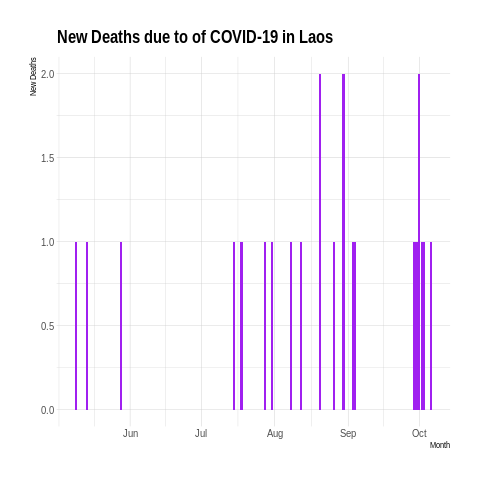 New Deaths due to of COVID-19 in Laos
New Deaths
2.0
1.5
1.0
0.5
0.0
Jun Jul Aug Sep Oct
Month